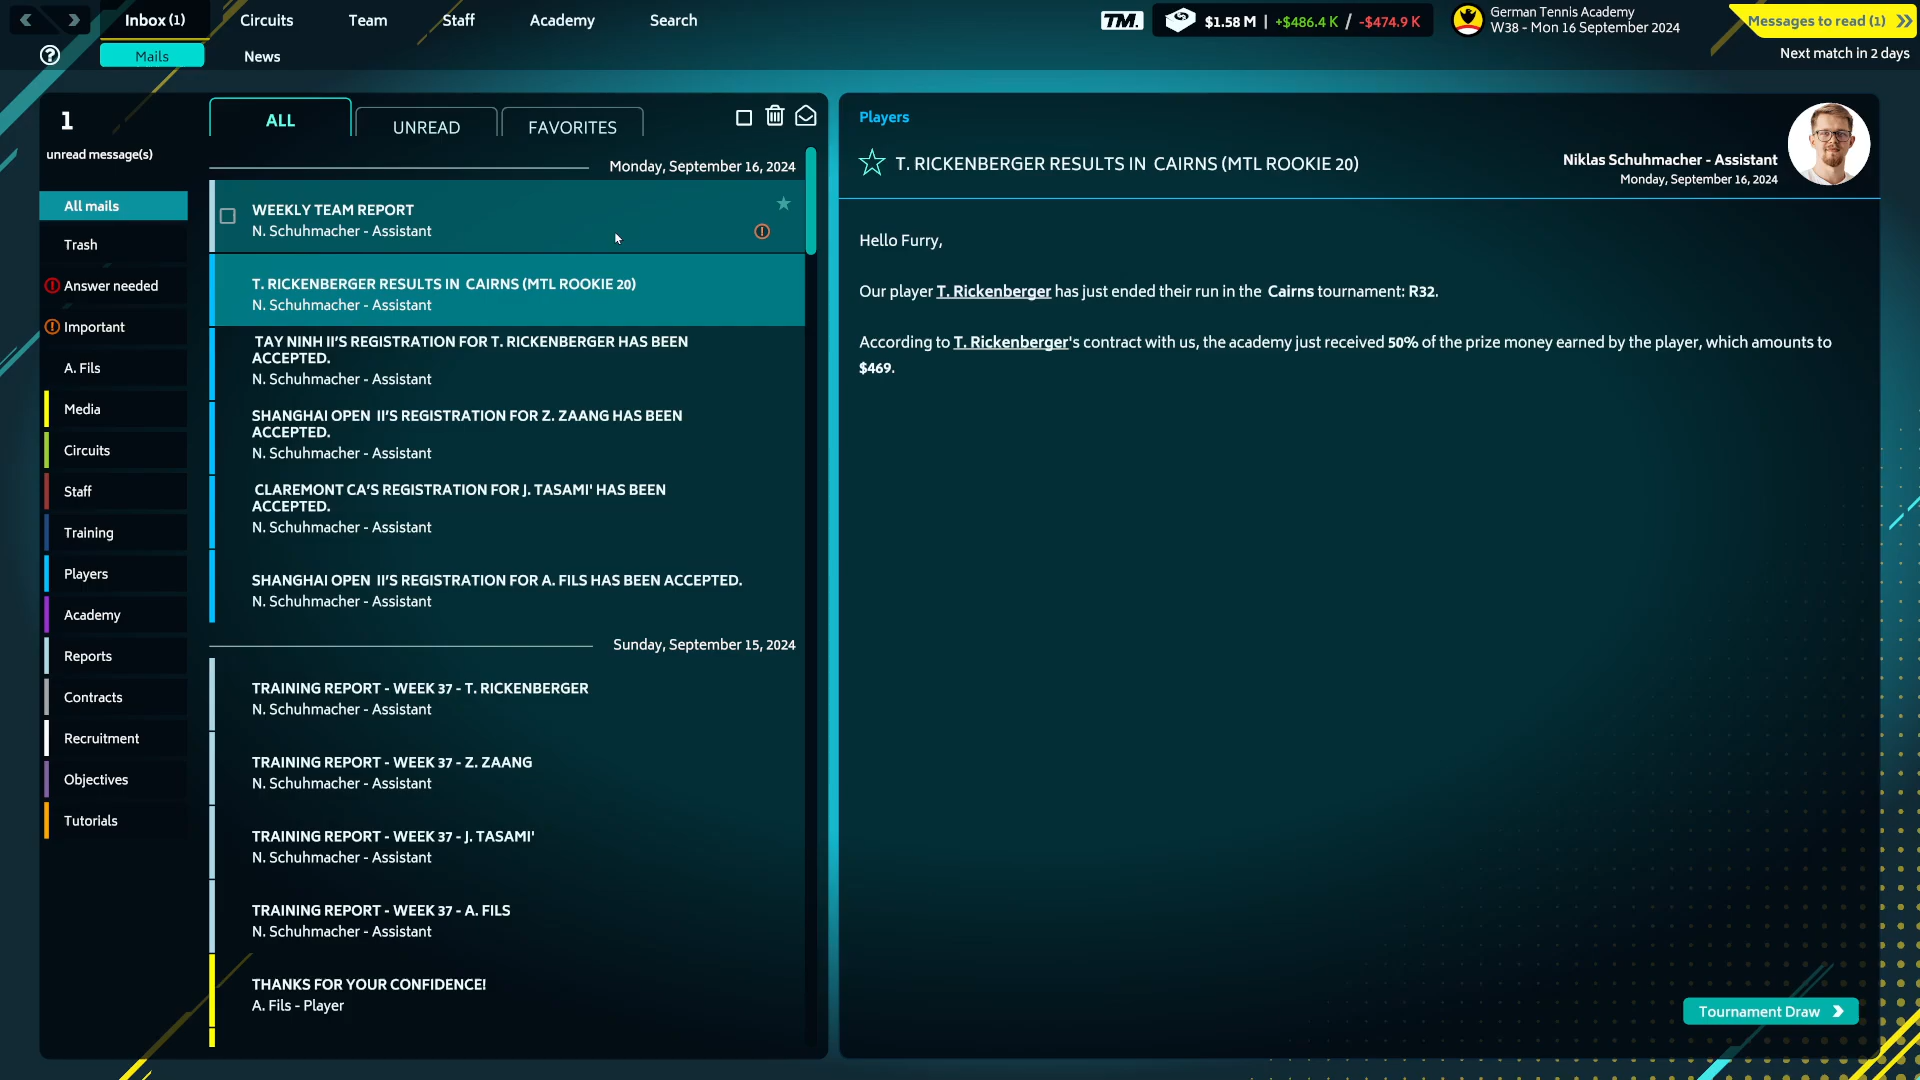 Inbox (1)
Circuits
Team
Staff
Academy
Search
TM.
$1.58 M | +$486.4 K / -$474.9 K
German Tennis Academy
W38 - Mon 16 September 2024
Messages to read (1)
Next match in 2 days
Mails
News
1
unread message(s)
All mails
Trash
Answer needed
Important
A. Fils
Media
Circuits
Staff
Training
Players
Academy
Reports
Contracts
Recruitment
Objectives
Tutorials
ALL
UNREAD
FAVORITES
Monday, September 16, 2024
WEEKLY TEAM REPORT
N. Schuhmacher - Assistant
T. RICKENBERGER RESULTS IN CAIRNS (MTL ROOKIE 20)
N. Schuhmacher - Assistant
TAY NINH II'S REGISTRATION FOR T. RICKENBERGER HAS BEEN
ACCEPTED.
N. Schuhmacher - Assistant
SHANGHAI OPEN II'S REGISTRATION FOR Z. ZAANG HAS BEEN
ACCEPTED.
N. Schuhmacher - Assistant
CLAREMONT CA'S REGISTRATION FOR J. TASAMI' HAS BEEN
ACCEPTED.
N. Schuhmacher - Assistant
SHANGHAI OPEN II'S REGISTRATION FOR A. FILS HAS BEEN ACCEPTED.
N. Schuhmacher - Assistant
Sunday, September 15, 2024
TRAINING REPORT - WEEK 37 - T. RICKENBERGER
N. Schuhmacher - Assistant
TRAINING REPORT - WEEK 37 - Z. ZAANG
N. Schuhmacher - Assistant
TRAINING REPORT - WEEK 37 - J. TASAMI'
N. Schuhmacher - Assistant
TRAINING REPORT - WEEK 37 - A. FILS
N. Schuhmacher - Assistant
THANKS FOR YOUR CONFIDENCE!
A. Fils - Player
Players
T. RICKENBERGER RESULTS IN CAIRNS (MTL ROOKIE 20)
Niklas Schuhmacher - Assistant
Monday, September 16, 2024
Hello Furry,
Our player T. Rickenberger has just ended their run in the Cairns tournament: R32.
According to T. Rickenberger's contract with us, the academy just received 50% of the prize money earned by the player, which amounts to
$469.
Tournament Draw